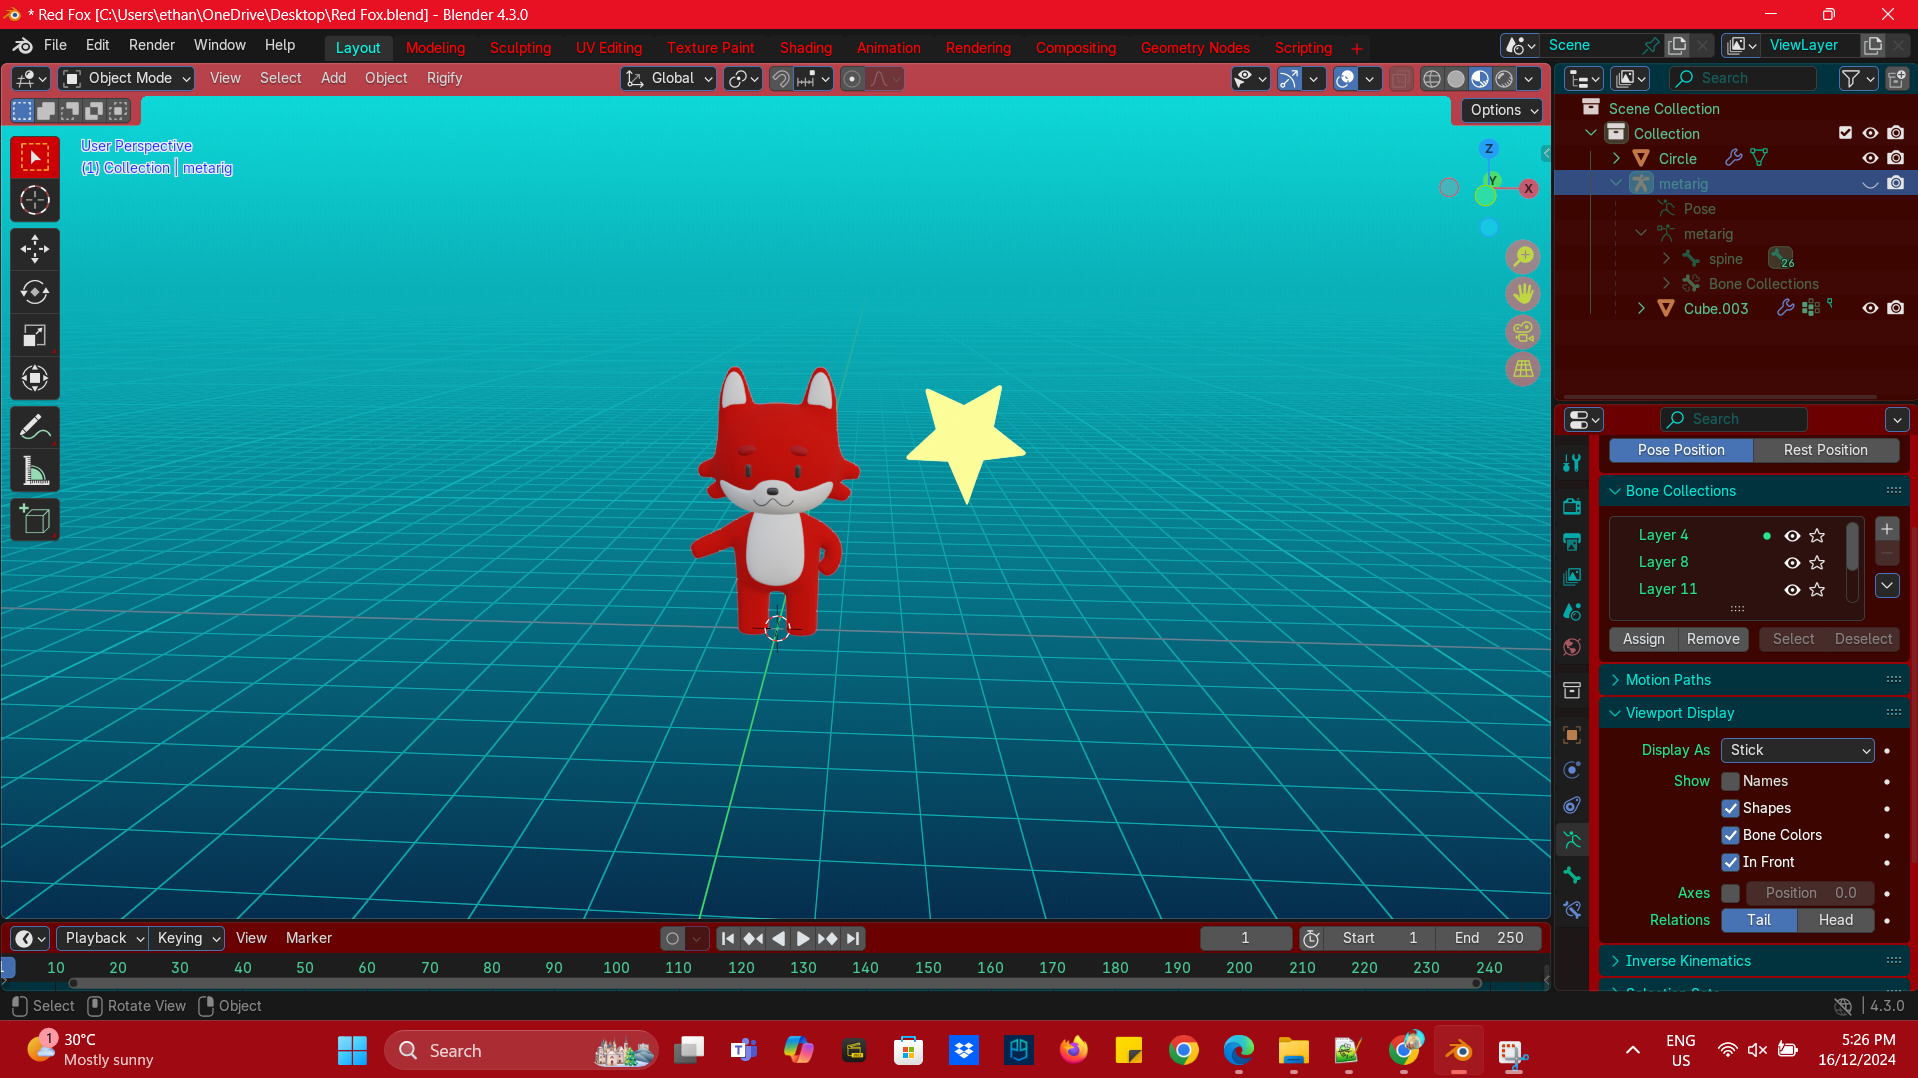 * Red Fox [C:\Users\ethan\OneDrive\Desktop\Red Fox.blend] - Blender 4.3.0
File Edit Render Window Help Layout Modeling Sculpting UV Editing Texture Paint Shading Animation Rendering Compositing Geometry Nodes Scripting + Scene ViewLayer
Object Mode View Select Add Object Rigify Global Search
Options
User Perspective
(1) Collection | metarig
Z
Y
X
Scene Collection
Collection
Circle
metarig
Pose
metarig
spine 26
Bone Collections
Cube.003
Search
Pose Position Rest Position
Bone Collections
Layer 4
Layer 8
Layer 11
Assign Remove Select Deselect
Motion Paths
Viewport Display
Display As Stick
Show Names
Shapes
Bone Colors
In Front
Axes Position 0.0
Relations Tail Head
Inverse Kinematics
Playback Keying View Marker 1 Start 1 End 250
1 10 20 30 40 50 60 70 80 90 100 110 120 130 140 150 160 170 180 190 200 210 220 230 240
Select Rotate View Object 4.3.0
1
30°C
Mostly sunny
Search
ENG
US
5:26 PM
16/12/2024